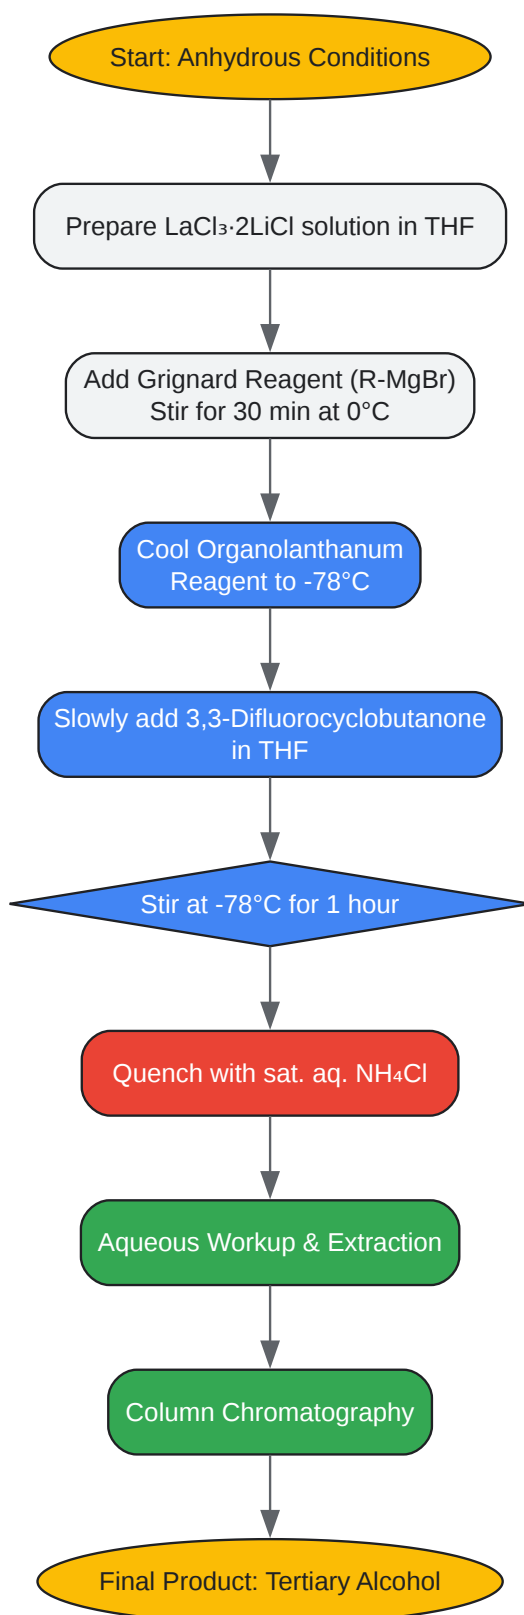 Start: Anhydrous Conditions
Prepare LaCl₃·2LiCl solution in THF
Add Grignard Reagent (R-MgBr)
Stir for 30 min at 0°C
Cool Organolanthanum
Reagent to -78°C
Slowly add 3,3-Difluorocyclobutanone
in THF
Stir at -78°C for 1 hour
Quench with sat. aq. NH₄Cl
Aqueous Workup & Extraction
Column Chromatography
Final Product: Tertiary Alcohol